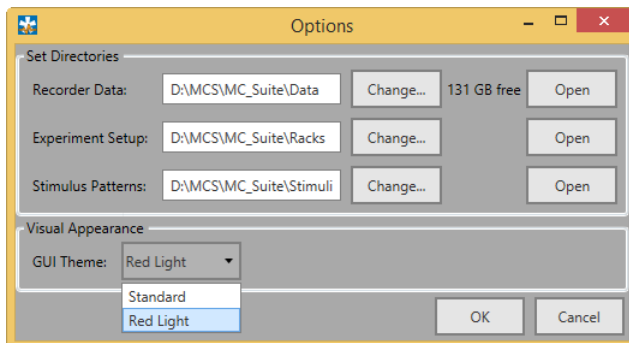 Options
Set Directories
Recorder Data: D:\MCS\MC_Suite\Data Change... 131 GB free Open
Experiment Setup: D:\MCS\MC_Suite\Racks Change... Open
Stimulus Patterns: D:\MCS\MC_Suite\Stimuli Change... Open
Visual Appearance
GUI Theme: Red Light
Standard
Red Light
OK Cancel